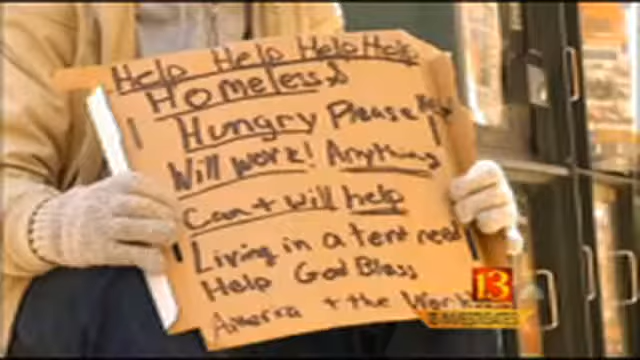 Help Help Help Help
Homeless
Hungry Please Help
Will work! Anything
Can + will help
Living in a tent need
Help God Bless
America + the World
13
INVESTIGATES